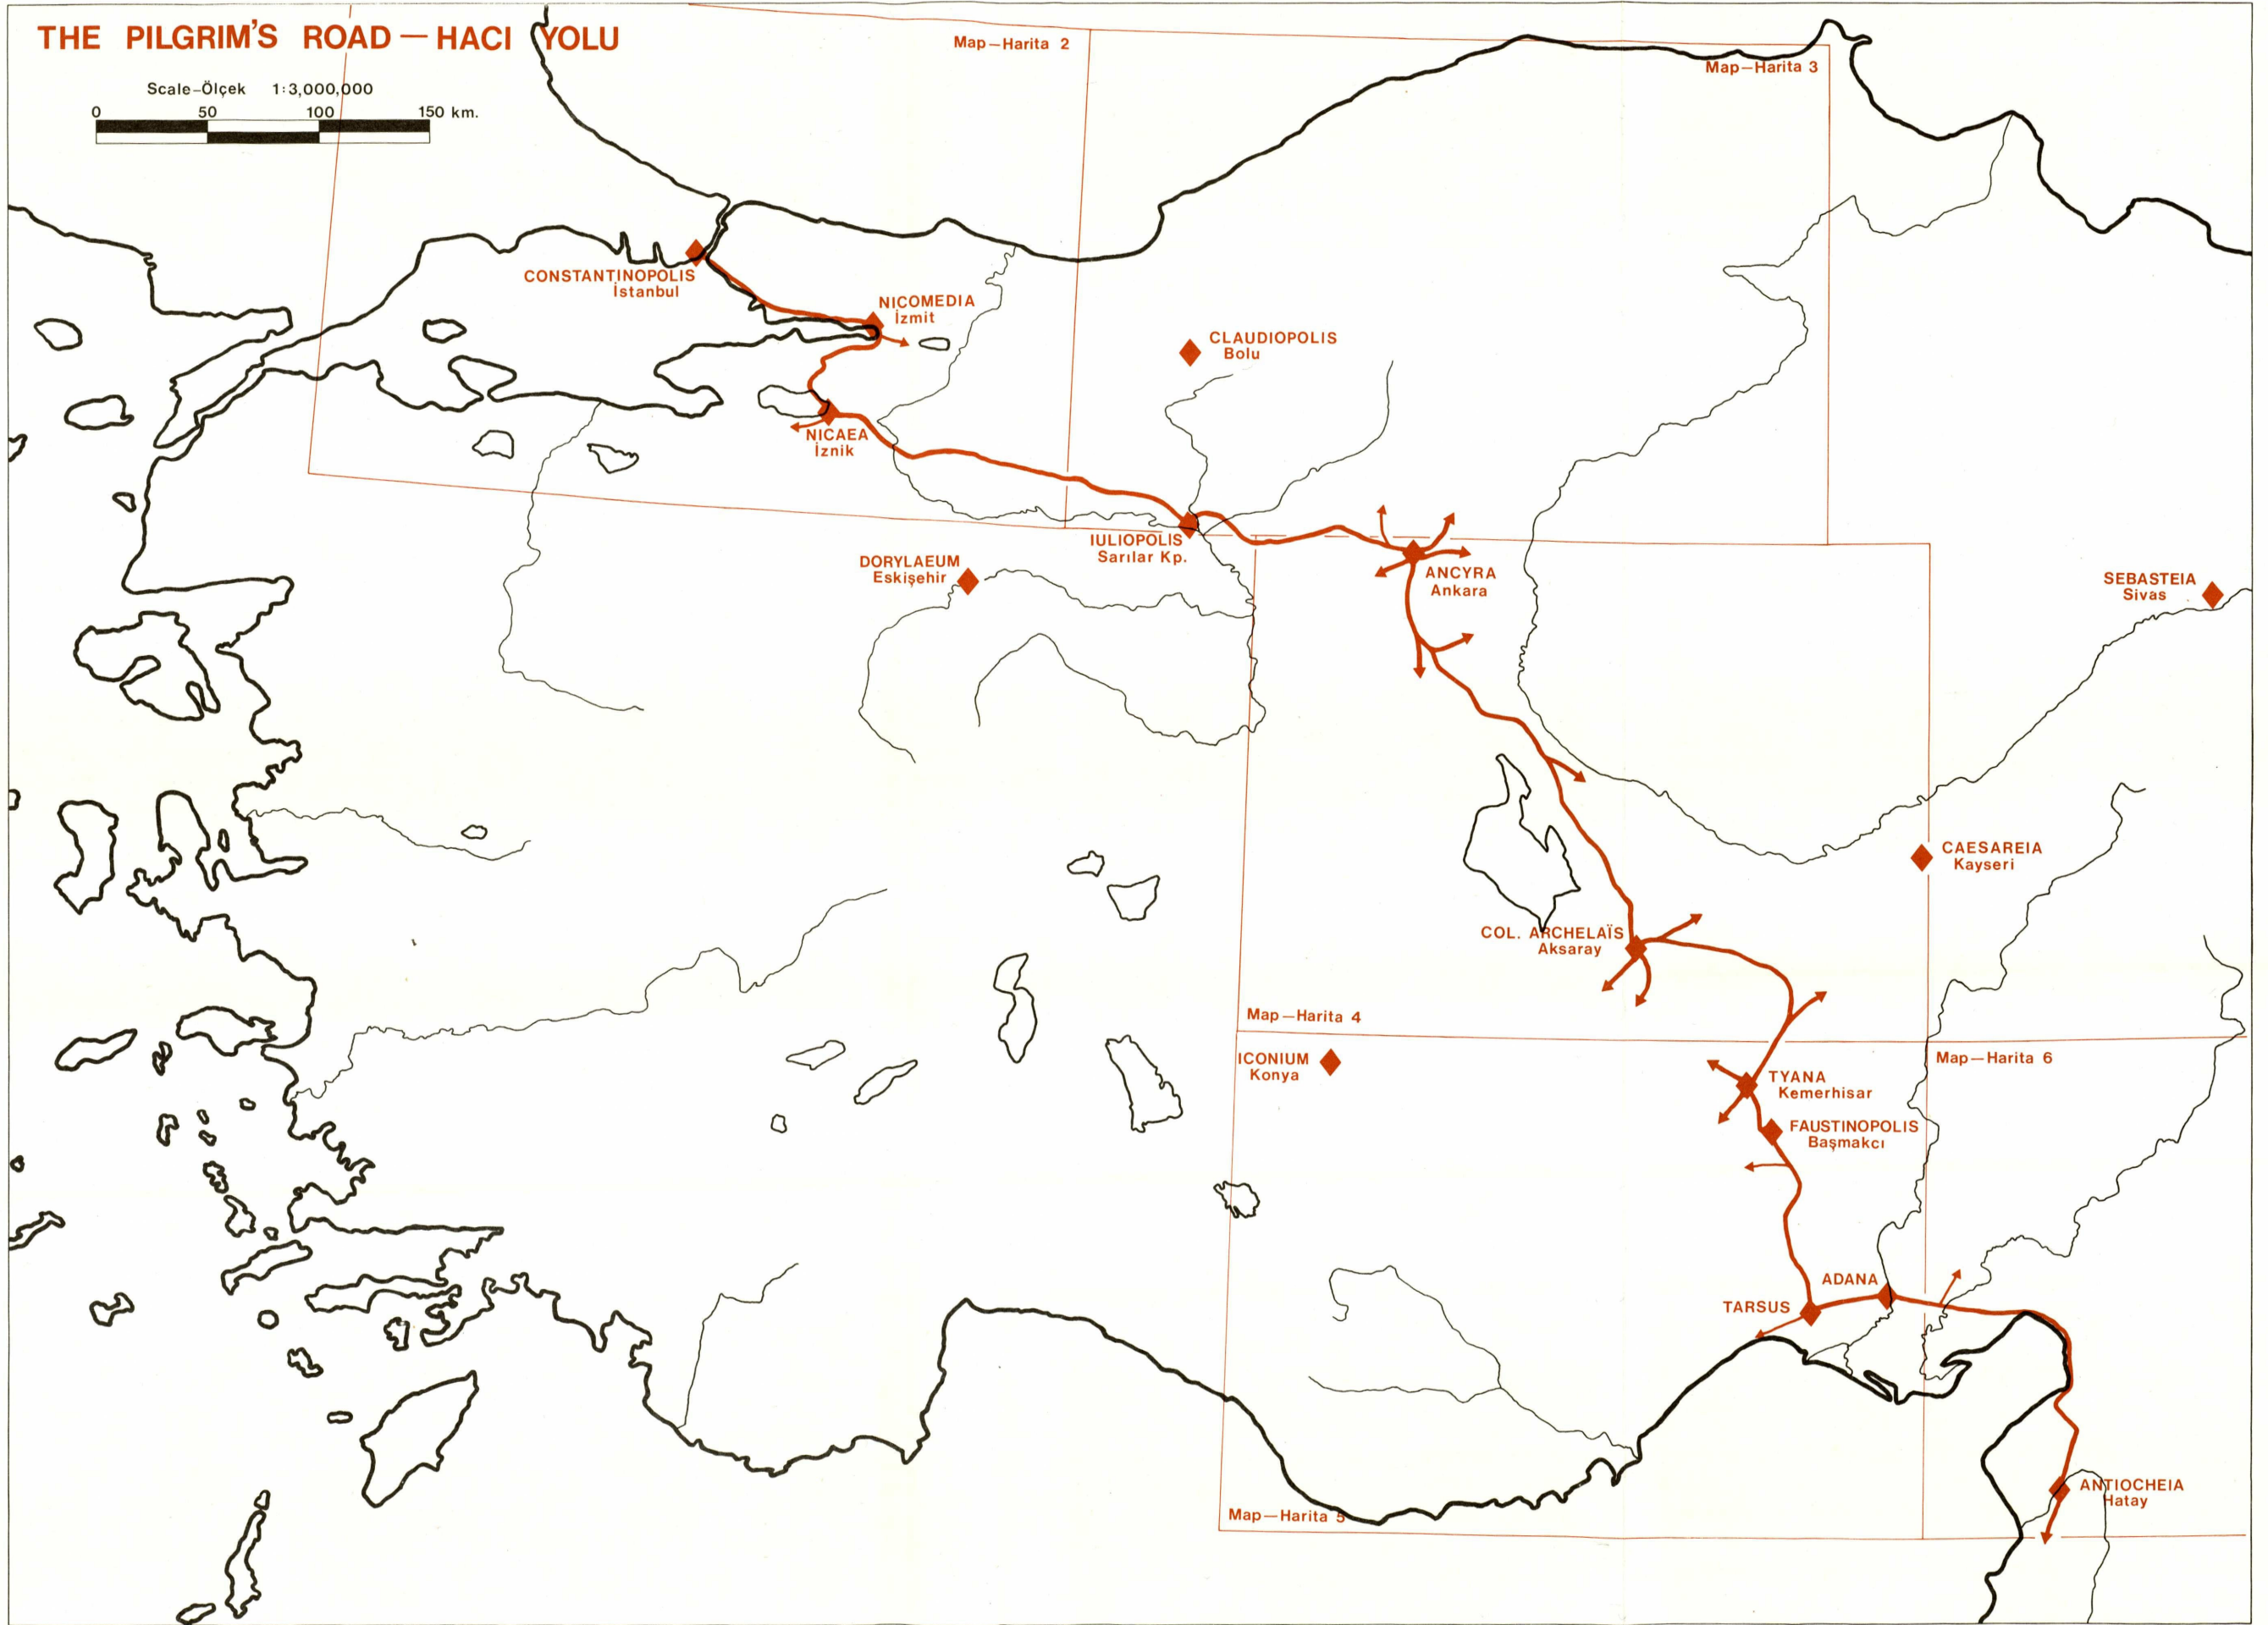 THE PILGRIM'S ROAD — HACI YOLU
Scale–Ölçek 1:3,000,000
0 50 100 150 km.
Map–Harita 2
Map–Harita 3
CONSTANTINOPOLIS
İstanbul
NICOMEDIA
İzmit
CLAUDIOPOLIS
Bolu
NICAEA
İznik
IULIOPOLIS
Sarılar Kp.
DORYLAEUM
Eskişehir
ANCYRA
Ankara
SEBASTEIA
Sivas
CAESAREIA
Kayseri
COL. ARCHELAÏS
Aksaray
Map–Harita 4
ICONIUM
Konya
Map–Harita 6
TYANA
Kemerhisar
FAUSTINOPOLIS
Başmakcı
ADANA
TARSUS
ANTIOCHEIA
Hatay
Map–Harita 5